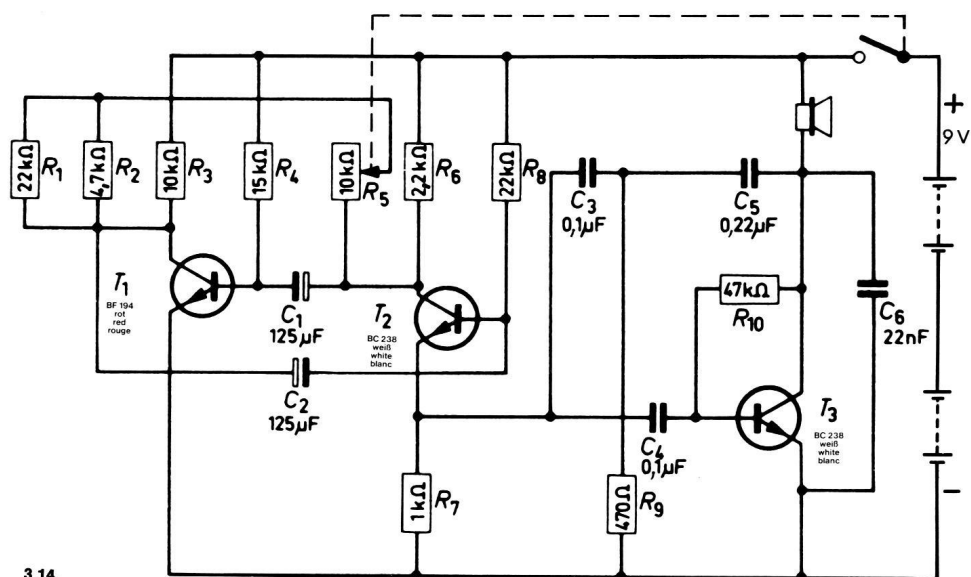 22kΩ
R1
4,7kΩ
R2
10kΩ
R3
15kΩ
R4
10kΩ
R5
2,2kΩ
R6
22kΩ
R8
C3
0,1µF
C5
0,22µF
+
9V
T1
BF 194
rot
red
rouge
C1
125µF
T2
BC 238
weiß
white
blanc
C2
125µF
47kΩ
R10
C6
22nF
C4
0,1µF
T3
BC 238
weiß
white
blanc
1kΩ
R7
470Ω
R9
−
3.14